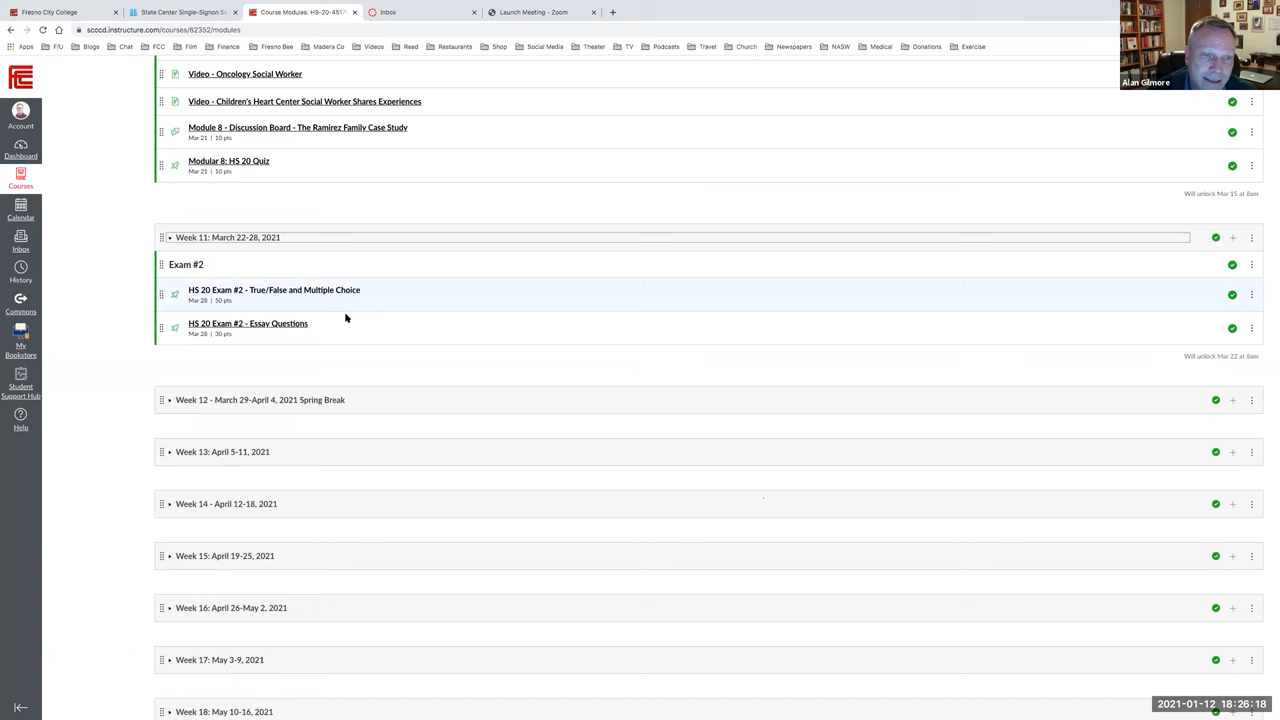 Fresno City College
State Center Single-Signon Se
Course Modules: HS-20-4517
Inbox
Launch Meeting - Zoom
scccd.instructure.com/courses/62352/modules
Apps
F/U
Blogs
Chat
FCC
Film
Finance
Fresno Bee
Madera Co
Videos
Read
Restaurants
Shop
Social Media
Theater
TV
Podcasts
Travel
Church
Newspapers
NASW
Medical
Donations
Exercise
Alan Gilmore
Account
Dashboard
Courses
Calendar
Inbox
History
Commons
My
Bookstore
Student
Support Hub
Help
Video - Oncology Social Worker
Video - Children's Heart Center Social Worker Shares Experiences
Module 8 - Discussion Board - The Ramirez Family Case Study
Mar 21 | 10 pts
Modular 8: HS 20 Quiz
Mar 21 | 10 pts
Will unlock Mar 15 at 8am
Week 11: March 22-28, 2021
Exam #2
HS 20 Exam #2 - True/False and Multiple Choice
Mar 28 | 50 pts
HS 20 Exam #2 - Essay Questions
Mar 28 | 30 pts
Will unlock Mar 22 at 8am
Week 12 - March 29-April 4, 2021 Spring Break
Week 13: April 5-11, 2021
Week 14 - April 12-18, 2021
Week 15: April 19-25, 2021
Week 16: April 26-May 2, 2021
Week 17: May 3-9, 2021
Week 18: May 10-16, 2021
2021-01-12 18:26:18